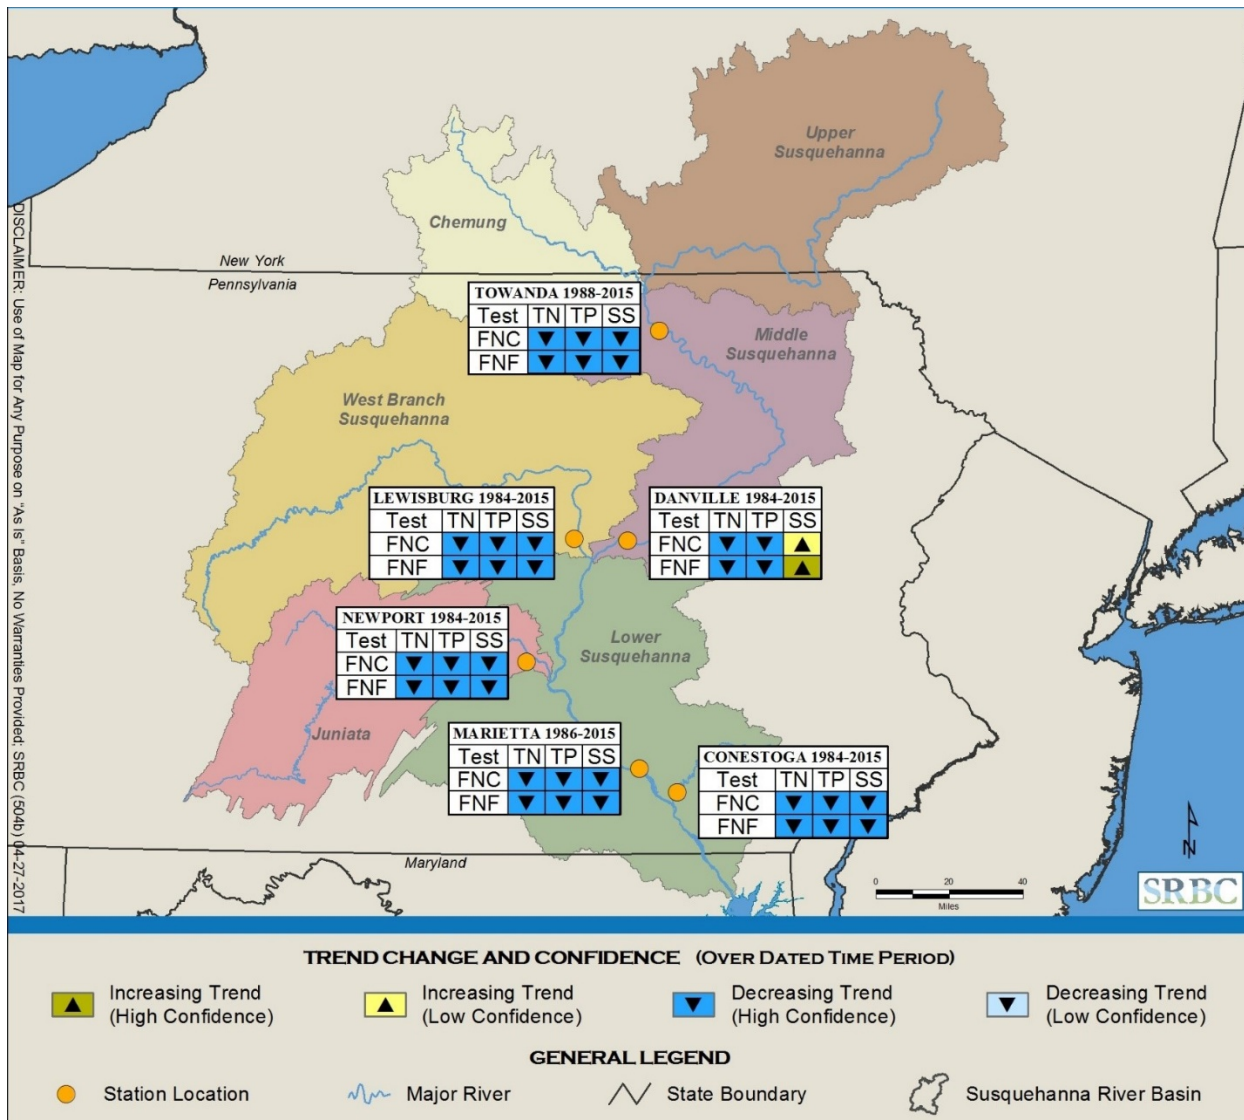 Upper
Susquehanna
Chemung
New York
Pennsylvania
TOWANDA 1988-2015
Test TN TP SS
FNC ▼ ▼ ▼
FNF ▼ ▼ ▼
Middle
Susquehanna
West Branch
Susquehanna
LEWISBURG 1984-2015
Test TN TP SS
FNC ▼ ▼ ▼
FNF ▼ ▼ ▼
DANVILLE 1984-2015
Test TN TP SS
FNC ▼ ▼ ▲
FNF ▼ ▼ ▲
NEWPORT 1984-2015
Test TN TP SS
FNC ▼ ▼ ▼
FNF ▼ ▼ ▼
Lower
Susquehanna
Juniata
MARIETTA 1986-2015
Test TN TP SS
FNC ▼ ▼ ▼
FNF ▼ ▼ ▼
CONESTOGA 1984-2015
Test TN TP SS
FNC ▼ ▼ ▼
FNF ▼ ▼ ▼
Maryland
N
0 20 40
Miles
SRBC
DISCLAIMER: Use of Map for Any Purpose on "As Is" Basis, No Warranties Provided; SRBC (504b) 04-27-2017
TREND CHANGE AND CONFIDENCE (OVER DATED TIME PERIOD)
▲ Increasing Trend
(High Confidence)
▲ Increasing Trend
(Low Confidence)
▼ Decreasing Trend
(High Confidence)
▼ Decreasing Trend
(Low Confidence)
GENERAL LEGEND
Station Location
Major River
State Boundary
Susquehanna River Basin